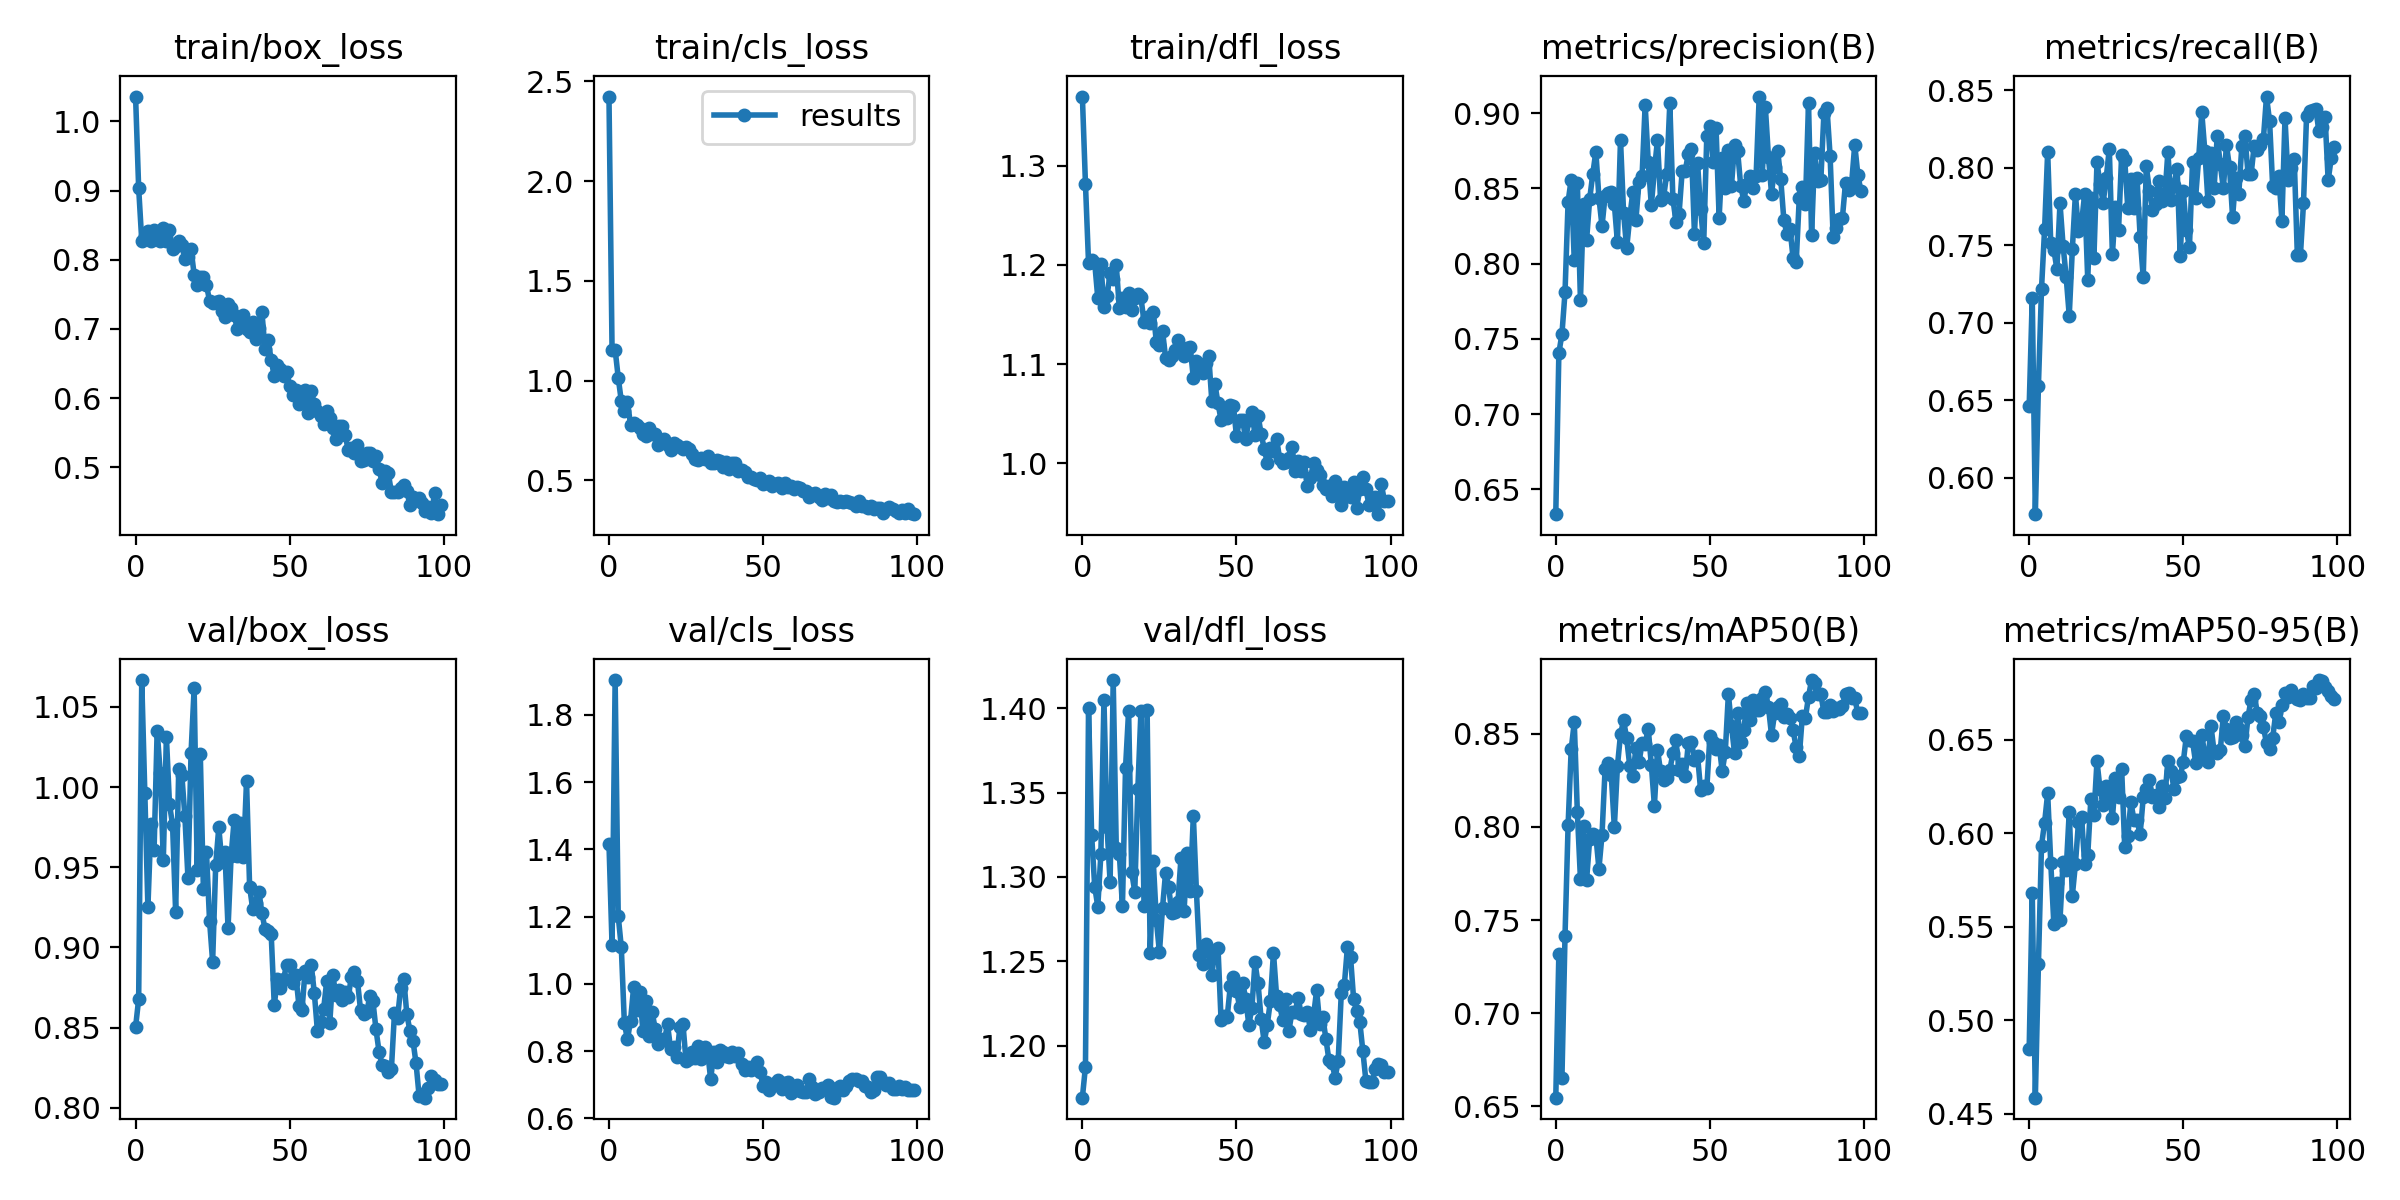 train/box_loss
1.0
0.9
0.8
0.7
0.6
0.5
0 50 100
train/cls_loss
results
2.5
2.0
1.5
1.0
0.5
0 50 100
train/dfl_loss
1.3
1.2
1.1
1.0
0 50 100
metrics/precision(B)
0.90
0.85
0.80
0.75
0.70
0.65
0 50 100
metrics/recall(B)
0.85
0.80
0.75
0.70
0.65
0.60
0 50 100
val/box_loss
1.05
1.00
0.95
0.90
0.85
0.80
0 50 100
val/cls_loss
1.8
1.6
1.4
1.2
1.0
0.8
0.6
0 50 100
val/dfl_loss
1.40
1.35
1.30
1.25
1.20
0 50 100
metrics/mAP50(B)
0.85
0.80
0.75
0.70
0.65
0 50 100
metrics/mAP50-95(B)
0.65
0.60
0.55
0.50
0.45
0 50 100